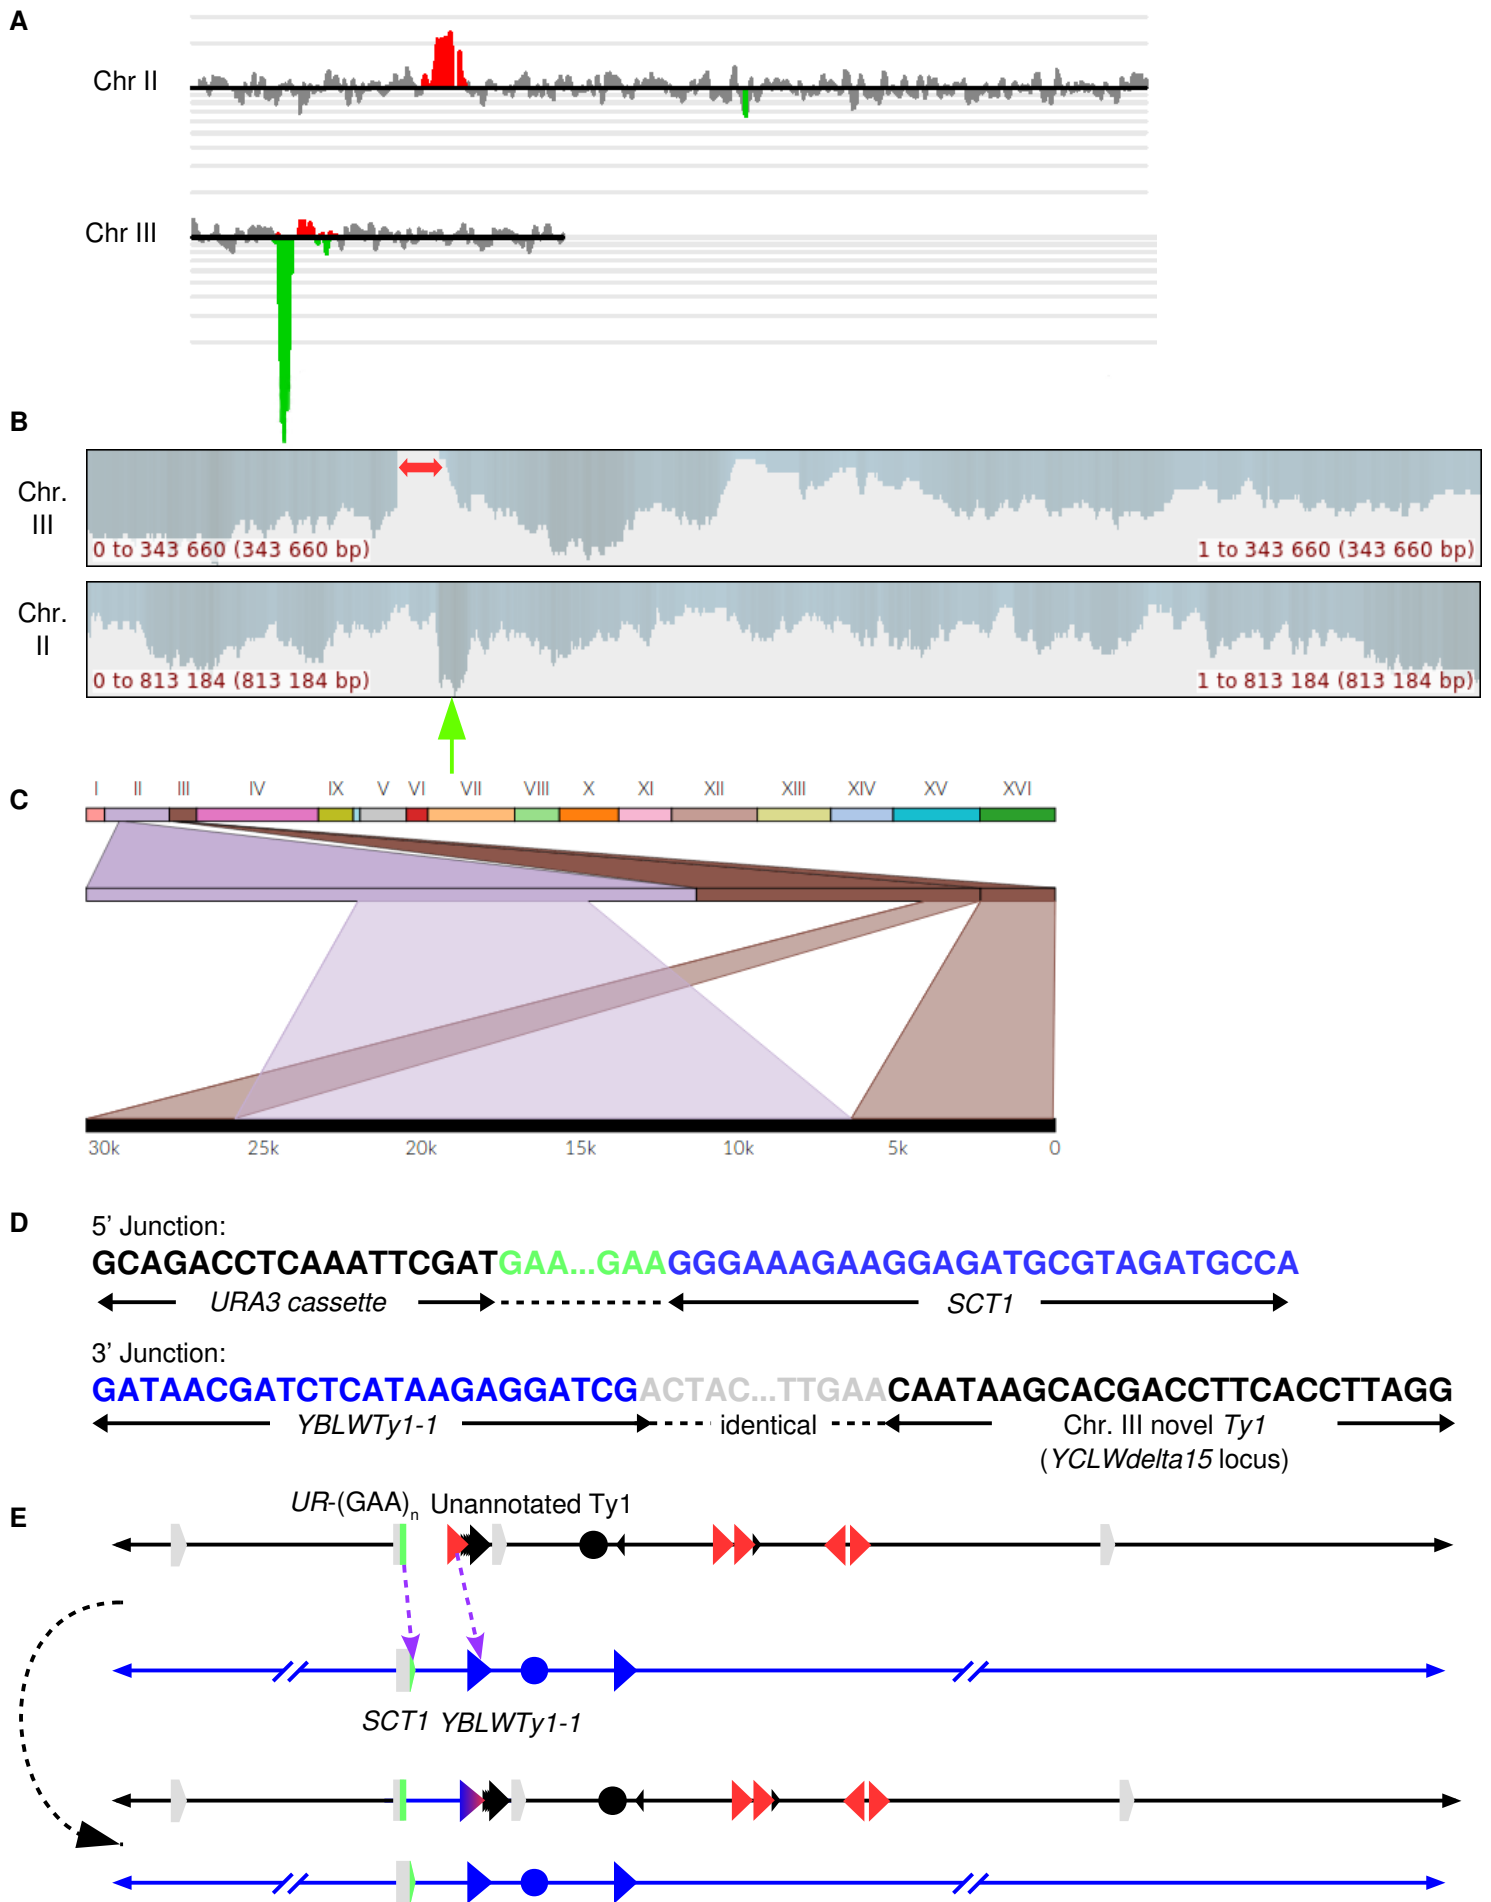 A
Chr II
Chr III
B
Chr.
III
0 to 343 660 (343 660 bp)
1 to 343 660 (343 660 bp)
Chr.
II
0 to 813 184 (813 184 bp)
1 to 813 184 (813 184 bp)
C
I II III IV IX V VI VII VIII X XI XII XIII XIV XV XVI
30k 25k 20k 15k 10k 5k 0
D
5’ Junction:
GCAGACCTCAAATTCGATGAA...GAAGGGAAAGAAGGAGATGCGTAGATGCCA
URA3 cassette SCT1
3’ Junction:
GATAACGATCTCATAAGAGGATCGACTAC...TTGAACAATAAGCACGACCTTCACCTTAGG
YBLWTy1-1 identical Chr. III novel Ty1
(YCLWdelta15 locus)
E
UR-(GAA)n Unannotated Ty1
SCT1 YBLWTy1-1